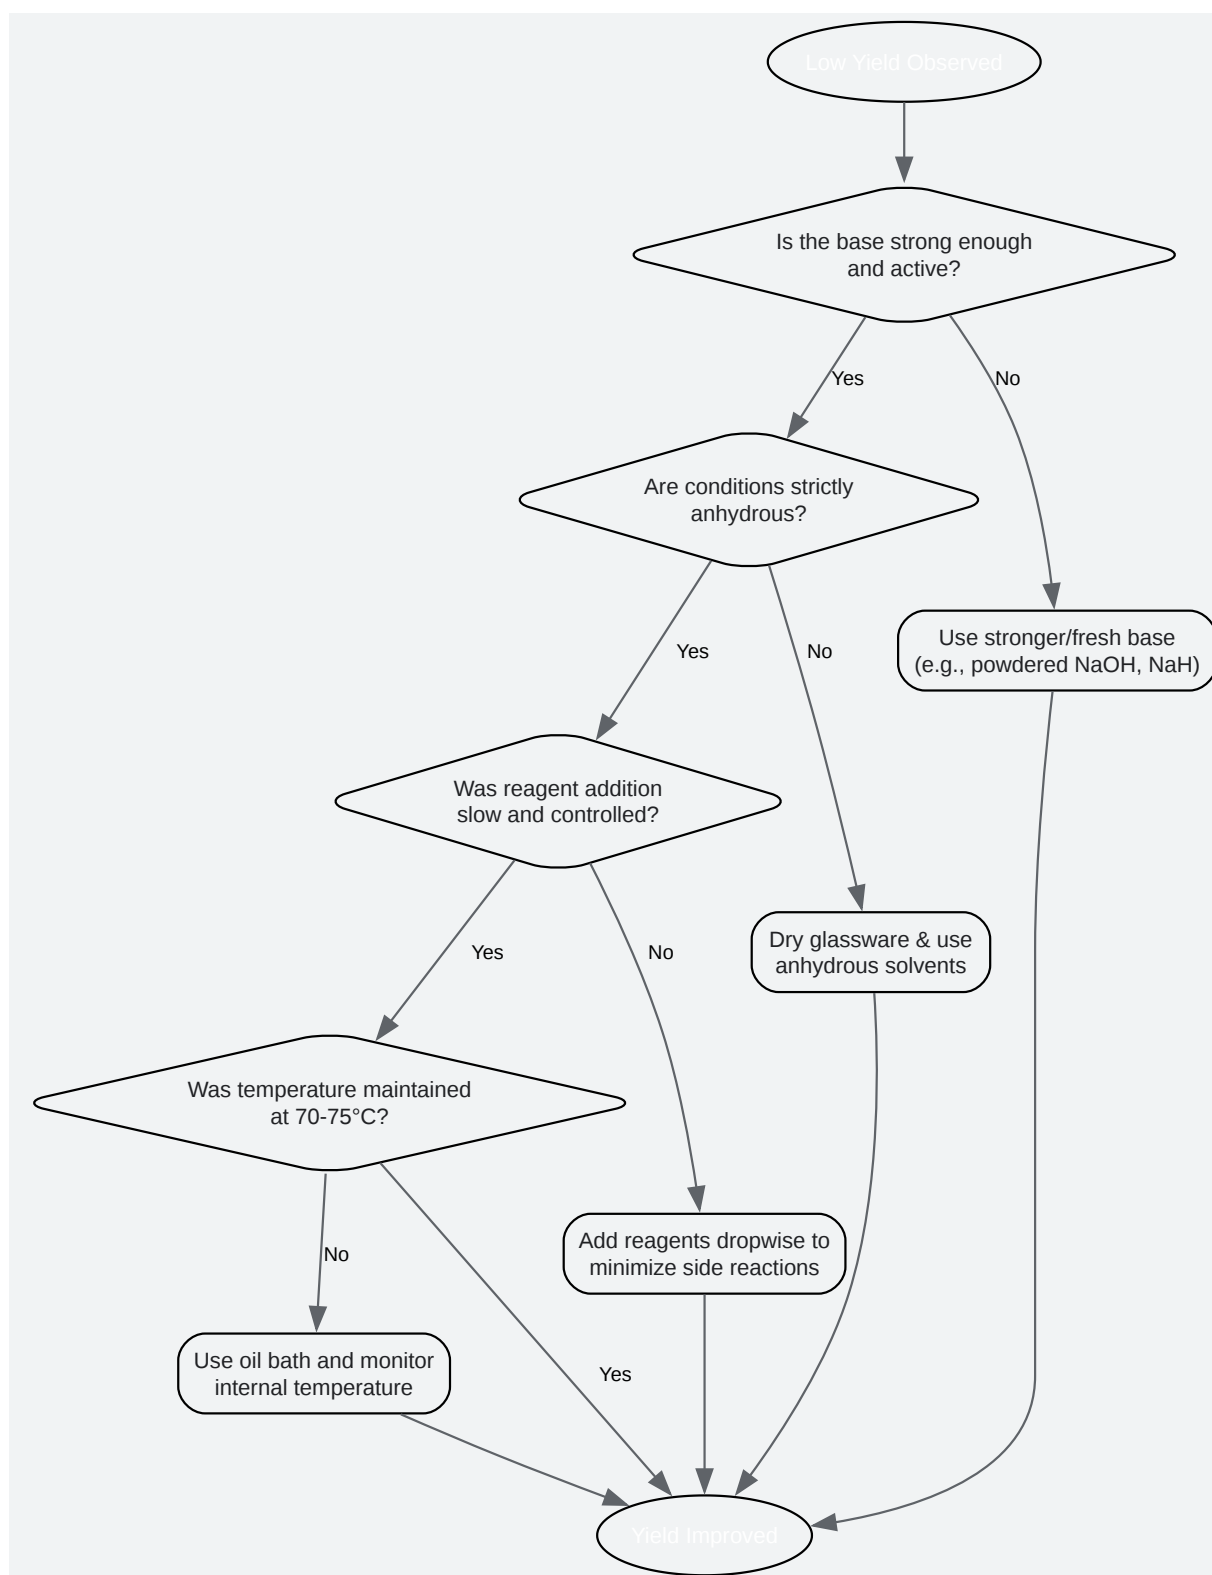 Low Yield Observed
Is the base strong enough
and active?
Yes
No
Are conditions strictly
anhydrous?
Yes
No
Use stronger/fresh base
(e.g., powdered NaOH, NaH)
Was reagent addition
slow and controlled?
Yes
No
Dry glassware & use
anhydrous solvents
Was temperature maintained
at 70-75°C?
No
Add reagents dropwise to
minimize side reactions
Use oil bath and monitor
internal temperature
Yes
Yield Improved